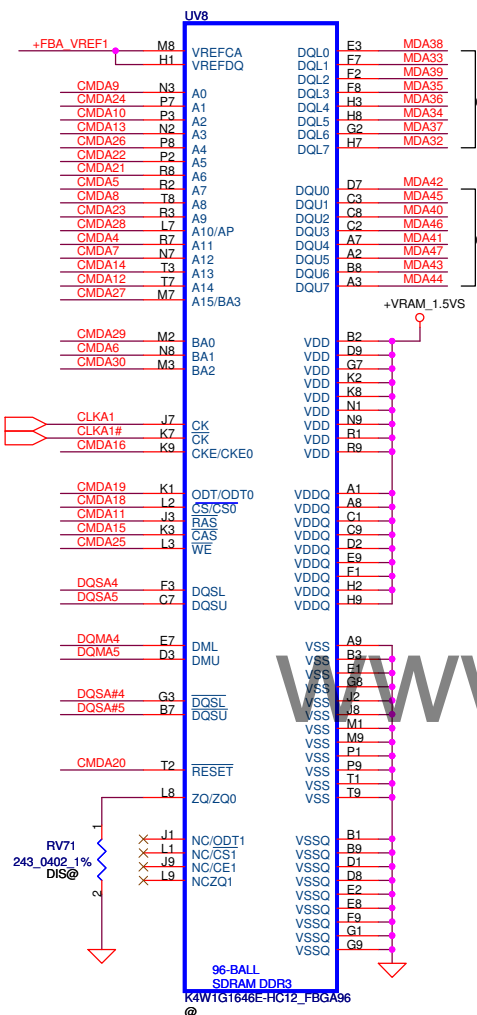 UV8
+FBA_VREF1 M8 VREFCA DQL0 E3 MDA38
H1 VREFDQ DQL1 F7 MDA33
DQL2 F2 MDA39
CMDA9 N3 A0 DQL3 F8 MDA35
CMDA24 P7 A1 DQL4 H3 MDA36
CMDA10 P3 A2 DQL5 H8 MDA34
CMDA13 N2 A3 DQL6 G2 MDA37
CMDA26 P8 A4 DQL7 H7 MDA32
CMDA22 P2 A5
CMDA21 R8 A6
CMDA5 R2 A7 DQU0 D7 MDA42
CMDA8 T8 A8 DQU1 C3 MDA45
CMDA23 R3 A9 DQU2 C8 MDA40
CMDA28 L7 A10/AP DQU3 C2 MDA46
CMDA4 R7 A11 DQU4 A7 MDA41
CMDA7 N7 A12 DQU5 A2 MDA47
CMDA14 T3 A13 DQU6 B8 MDA43
CMDA12 T7 A14 DQU7 A3 MDA44
CMDA27 M7 A15/BA3
+VRAM_1.5VS
CMDA29 M2 BA0 VDD B2
CMDA6 N8 BA1 VDD D9
CMDA30 M3 BA2 VDD G7
VDD K2
VDD K8
VDD N1
CLKA1 J7 CK VDD N9
CLKA1# K7 CK VDD R1
CMDA16 K9 CKE/CKE0 VDD R9
CMDA19 K1 ODT/ODT0 VDDQ A1
CMDA18 L2 CS/CS0 VDDQ A8
CMDA11 J3 RAS VDDQ C1
CMDA15 K3 CAS VDDQ C9
CMDA25 L3 WE VDDQ D2
VDDQ E9
VDDQ F1
DQSA4 F3 DQSL VDDQ H2
DQSA5 C7 DQSU VDDQ H9
DQMA4 E7 DML VSS A9
DQMA5 D3 DMU VSS B3
VSS E1
VSS G8
DQSA#4 G3 DQSL VSS J2
DQSA#5 B7 DQSU VSS J8
VSS M1
VSS M9
VSS P1
CMDA20 T2 RESET VSS P9
VSS T1
L8 ZQ/ZQ0 VSS T9
1
J1 NC/ODT1 VSSQ B1
RV71 L1 NC/CS1 VSSQ B9
243_0402_1% J9 NC/CE1 VSSQ D1
DIS@ L9 NCZQ1 VSSQ D8
2
VSSQ E2
VSSQ E8
VSSQ F9
VSSQ G1
VSSQ G9
96-BALL
SDRAM DDR3
K4W1G1646E-HC12_FBGA96
@